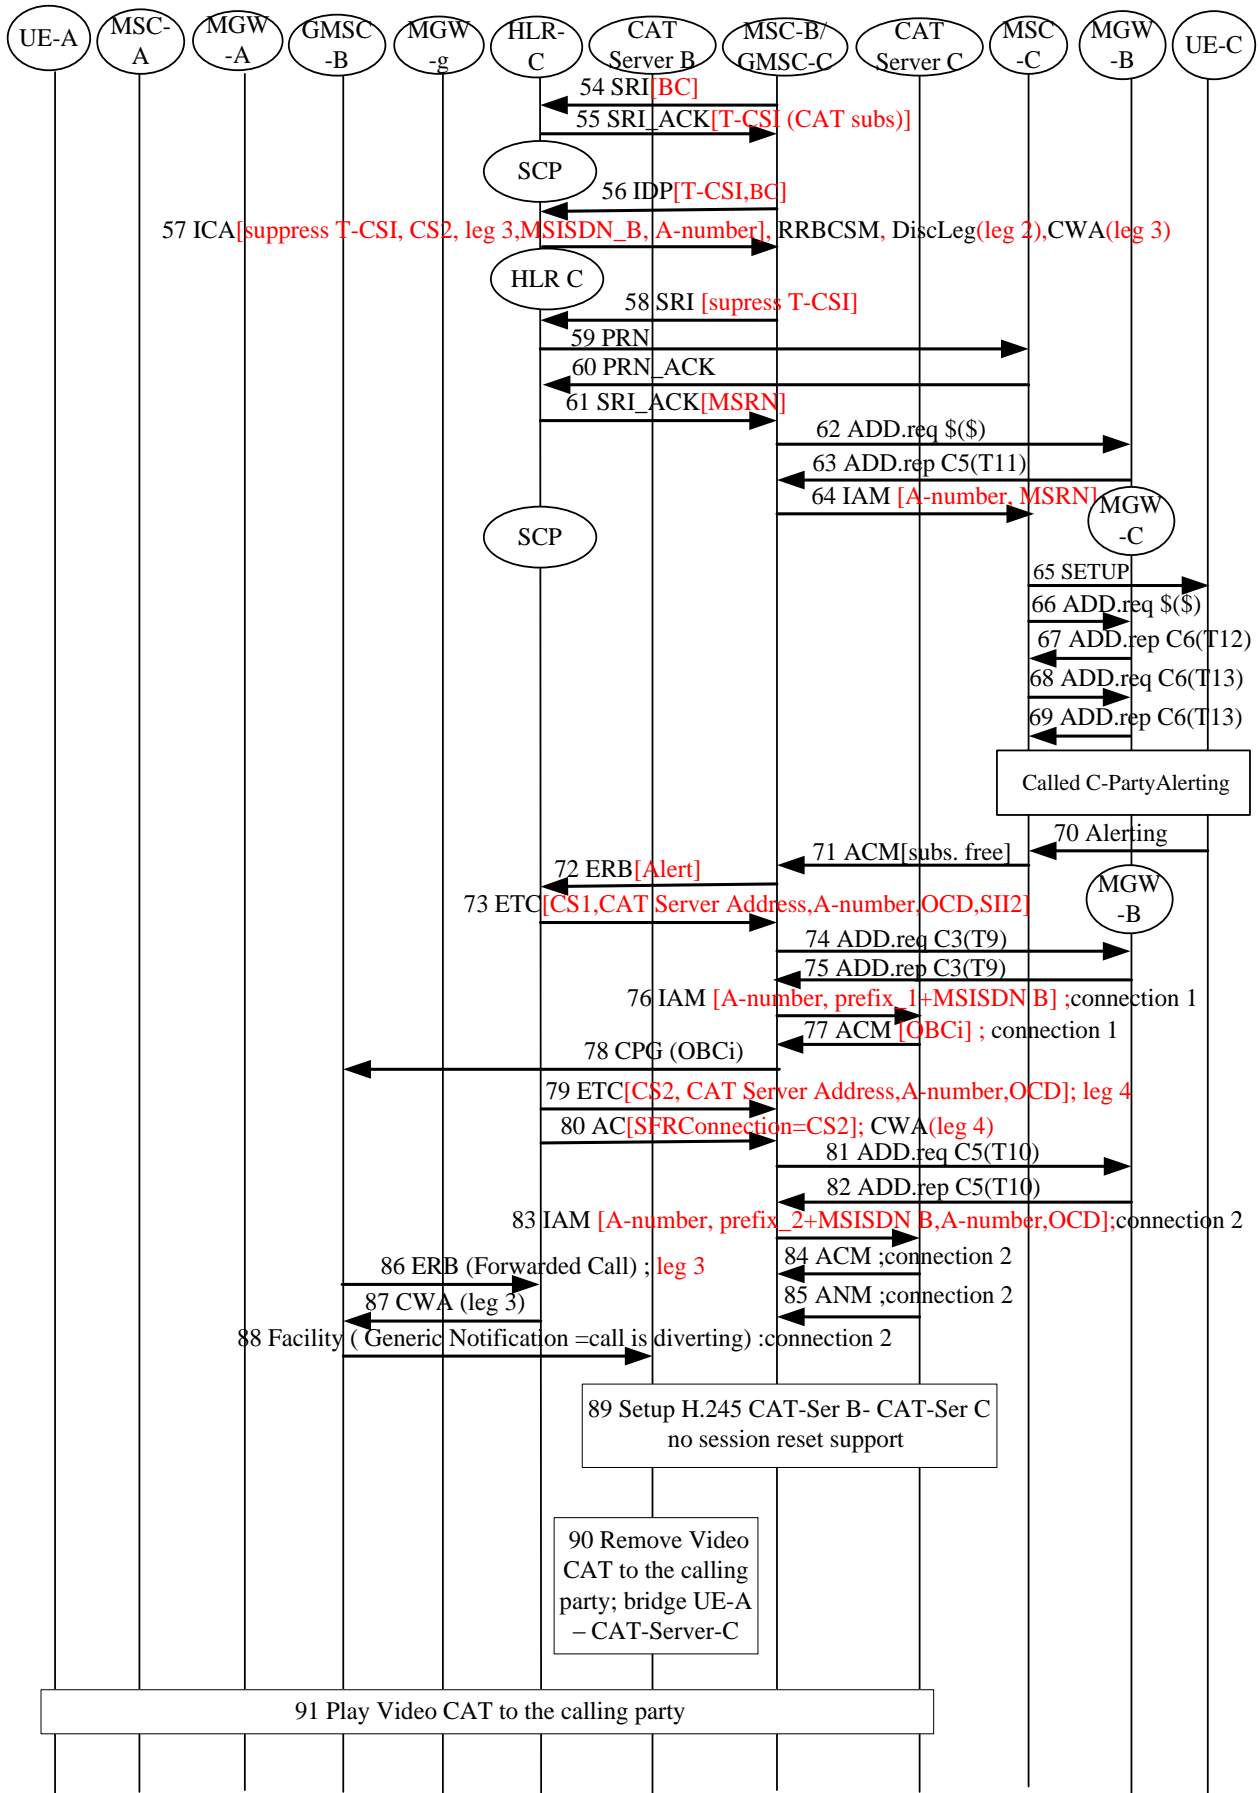 UE-A
MSC-
A
MGW
-A
GMSC
-B
MGW
-g
HLR-
C
CAT
Server B
MSC-B/
GMSC-C
CAT
Server C
MSC
-C
MGW
-B
UE-C
54 SRI[BC]
55 SRI_ACK[T-CSI (CAT subs)]
SCP
56 IDP[T-CSI,BC]
57 ICA[suppress T-CSI, CS2, leg 3,MSISDN_B, A-number], RRBCSM, DiscLeg(leg 2),CWA(leg 3)
HLR C
58 SRI [supress T-CSI]
59 PRN
60 PRN_ACK
61 SRI_ACK[MSRN]
62 ADD.req $($)
63 ADD.rep C5(T11)
64 IAM [A-number, MSRN]
MGW
-C
SCP
65 SETUP
66 ADD.req $($)
67 ADD.rep C6(T12)
68 ADD.req C6(T13)
69 ADD.rep C6(T13)
Called C-PartyAlerting
70 Alerting
71 ACM[subs. free]
72 ERB[Alert]
MGW
-B
73 ETC[CS1,CAT Server Address,A-number,OCD,SII2]
74 ADD.req C3(T9)
75 ADD.rep C3(T9)
76 IAM [A-number, prefix_1+MSISDN B] ;connection 1
77 ACM [OBCi] ; connection 1
78 CPG (OBCi)
79 ETC[CS2, CAT Server Address,A-number,OCD]; leg 4
80 AC[SFRConnection=CS2]; CWA(leg 4)
81 ADD.req C5(T10)
82 ADD.rep C5(T10)
83 IAM [A-number, prefix_2+MSISDN B,A-number,OCD];connection 2
84 ACM ;connection 2
86 ERB (Forwarded Call) ; leg 3
85 ANM ;connection 2
87 CWA (leg 3)
88 Facility ( Generic Notification =call is diverting) :connection 2
89 Setup H.245 CAT-Ser B- CAT-Ser C
no session reset support
90 Remove Video
CAT to the calling
party; bridge UE-A
– CAT-Server-C
91 Play Video CAT to the calling party